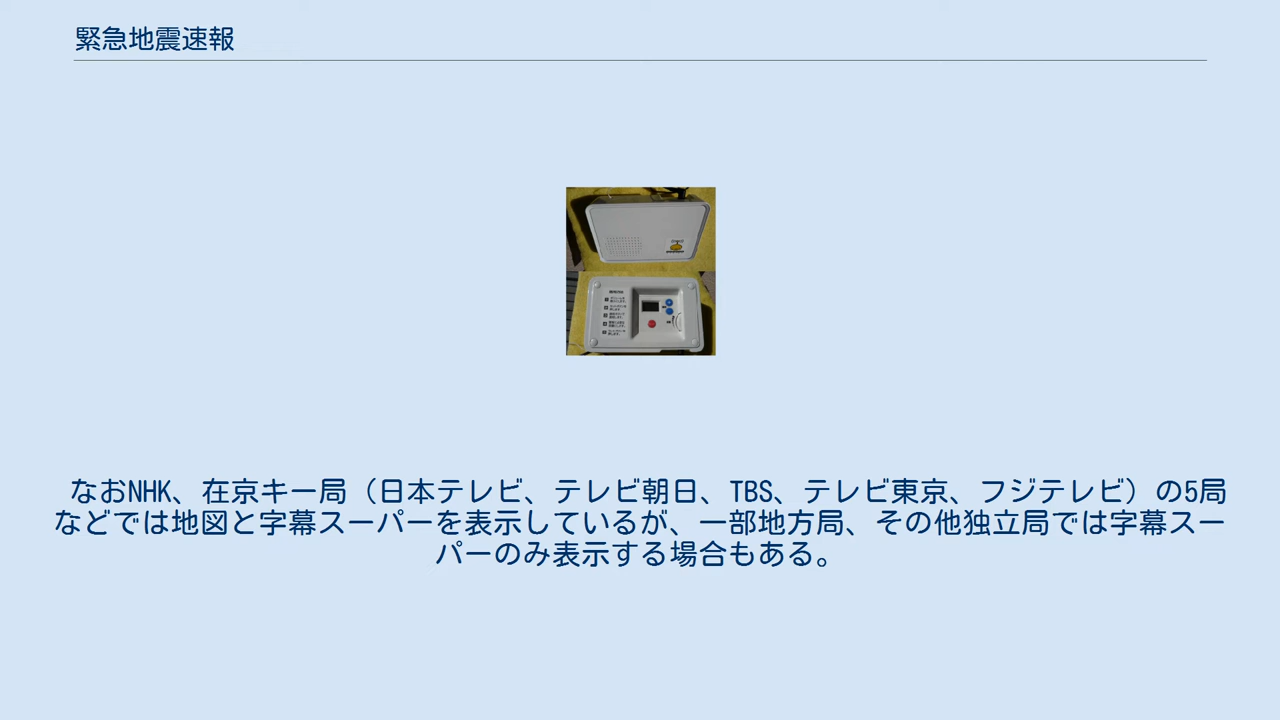 緊急地震速報
なおNHK、在京キー局（日本テレビ、テレビ朝日、TBS、テレビ東京、フジテレビ）の5局
などでは地図と字幕スーパーを表示しているが、一部地方局、その他独立局では字幕スー
パーのみ表示する場合もある。